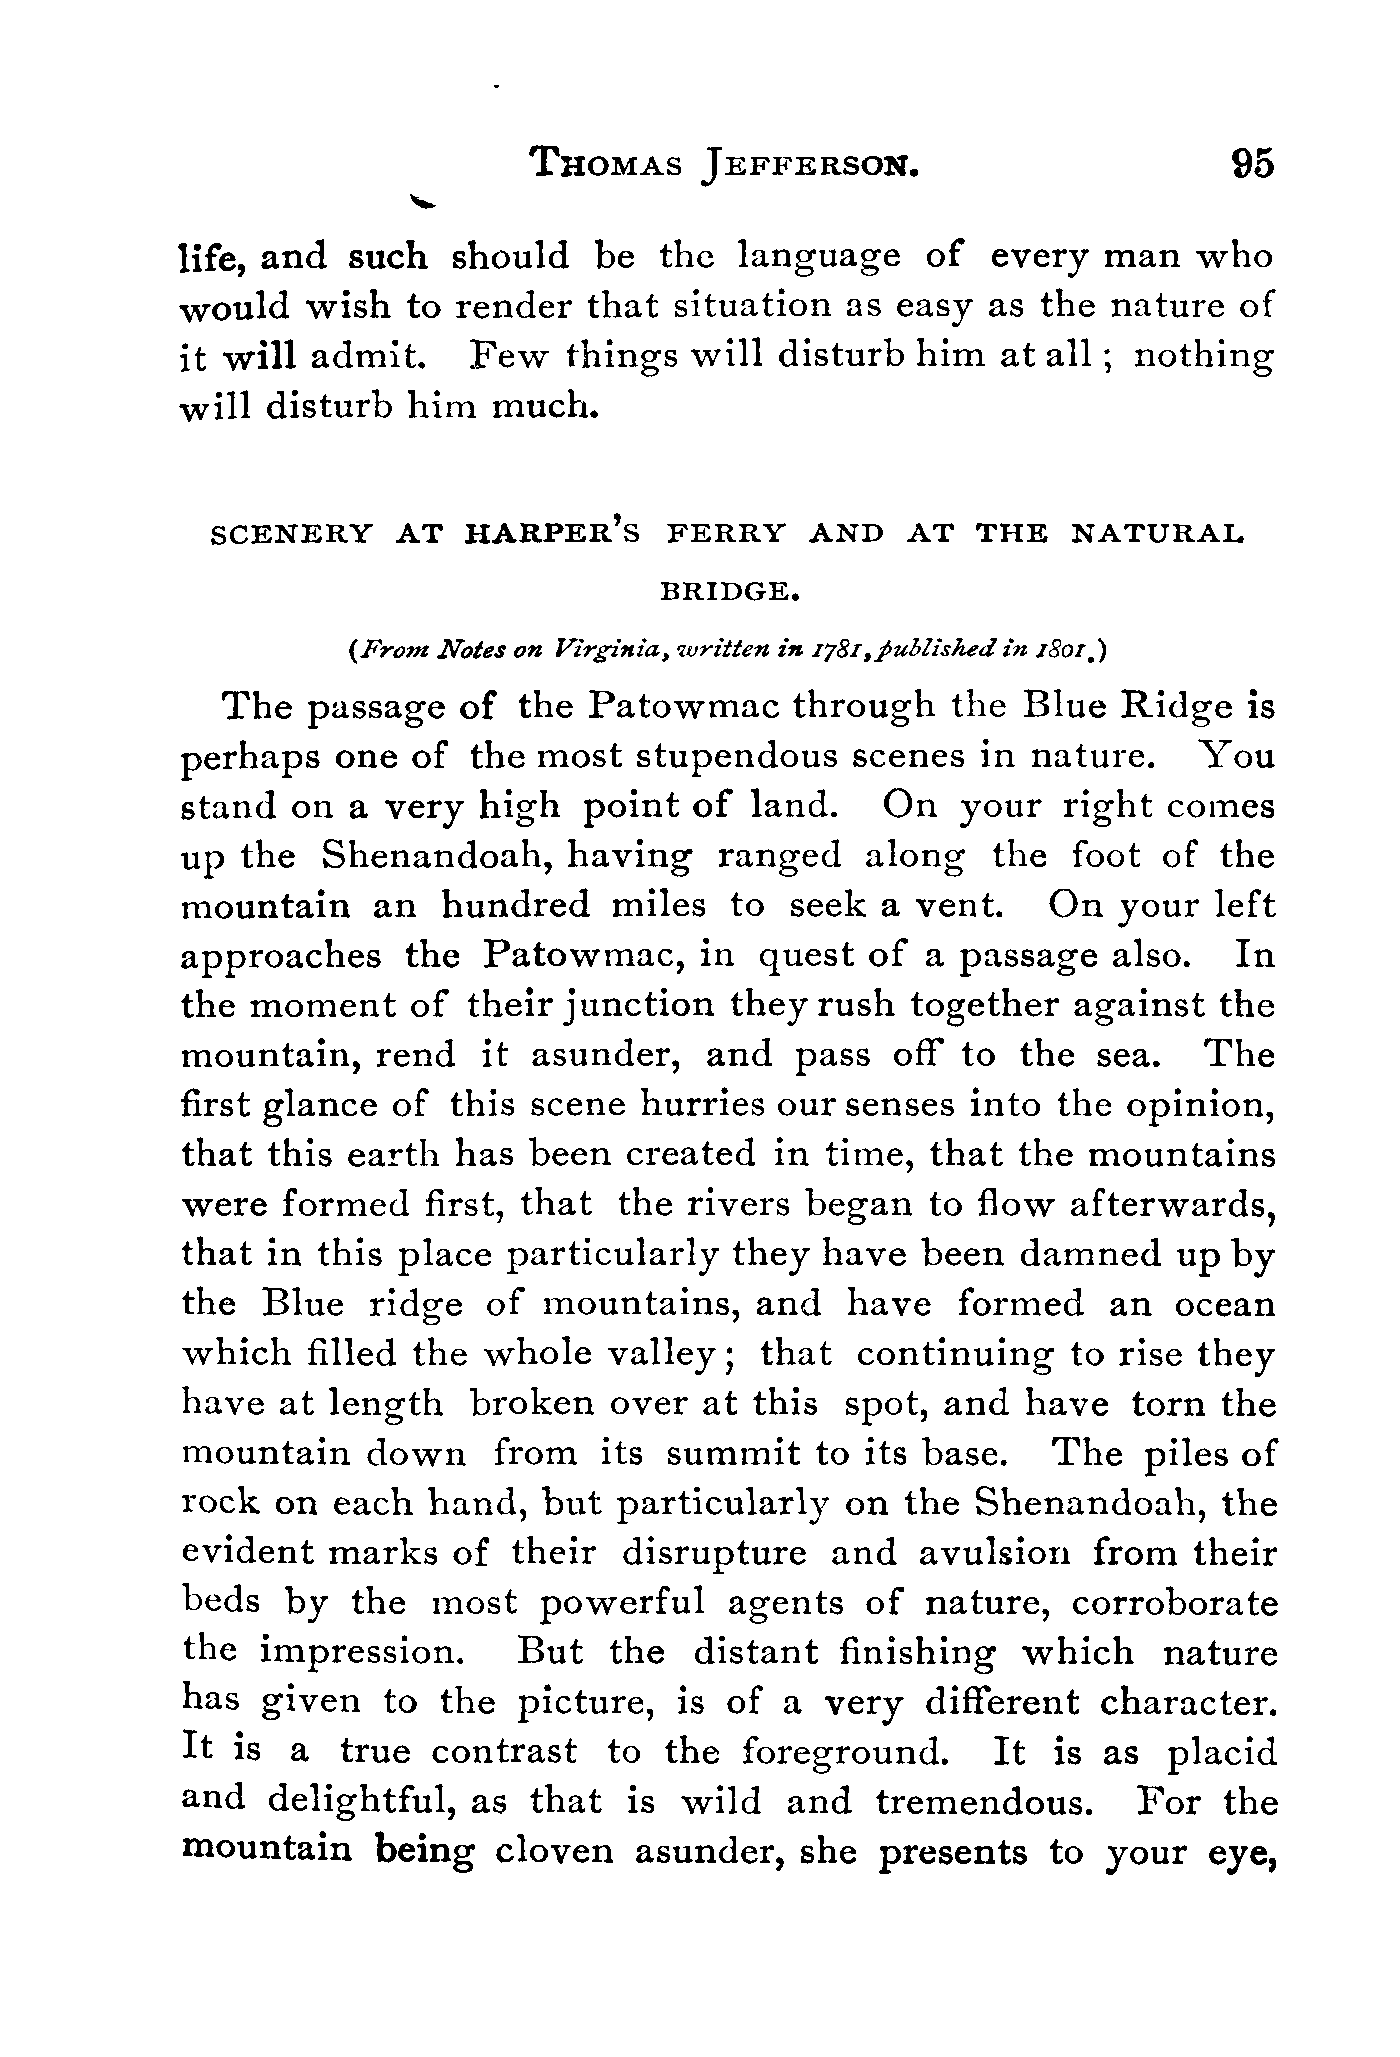 Thomas Jefferson. 95
life, and such should be the language of every man who
would wish to render that situation as easy as the nature of
it will admit. Few things will disturb him at all ; nothing
will disturb him much.
SCENERY AT HARPER'S FERRY AND AT THE NATURAL
BRIDGE.
(From Notes on Virginia, written in 1781, published in 1801.)
The passage of the Patowmac through the Blue Ridge is
perhaps one of the most stupendous scenes in nature. You
stand on a very high point of land. On your right comes
up the Shenandoah, having ranged along the foot of the
mountain an hundred miles to seek a vent. On your left
approaches the Patowmac, in quest of a passage also. In
the moment of their junction they rush together against the
mountain, rend it asunder, and pass off to the sea. The
first glance of this scene hurries our senses into the opinion,
that this earth has been created in time, that the mountains
were formed first, that the rivers began to flow afterwards,
that in this place particularly they have been damned up by
the Blue ridge of mountains, and have formed an ocean
which filled the whole valley ; that continuing to rise they
have at length broken over at this spot, and have torn the
mountain down from its summit to its base. The piles of
rock on each hand, but particularly on the Shenandoah, the
evident marks of their disrupture and avulsion from their
beds by the most powerful agents of nature, corroborate
the impression. But the distant finishing which nature
has given to the picture, is of a very different character.
It is a true contrast to the foreground. It is as placid
and delightful, as that is wild and tremendous. For the
mountain being cloven asunder, she presents to your eye,